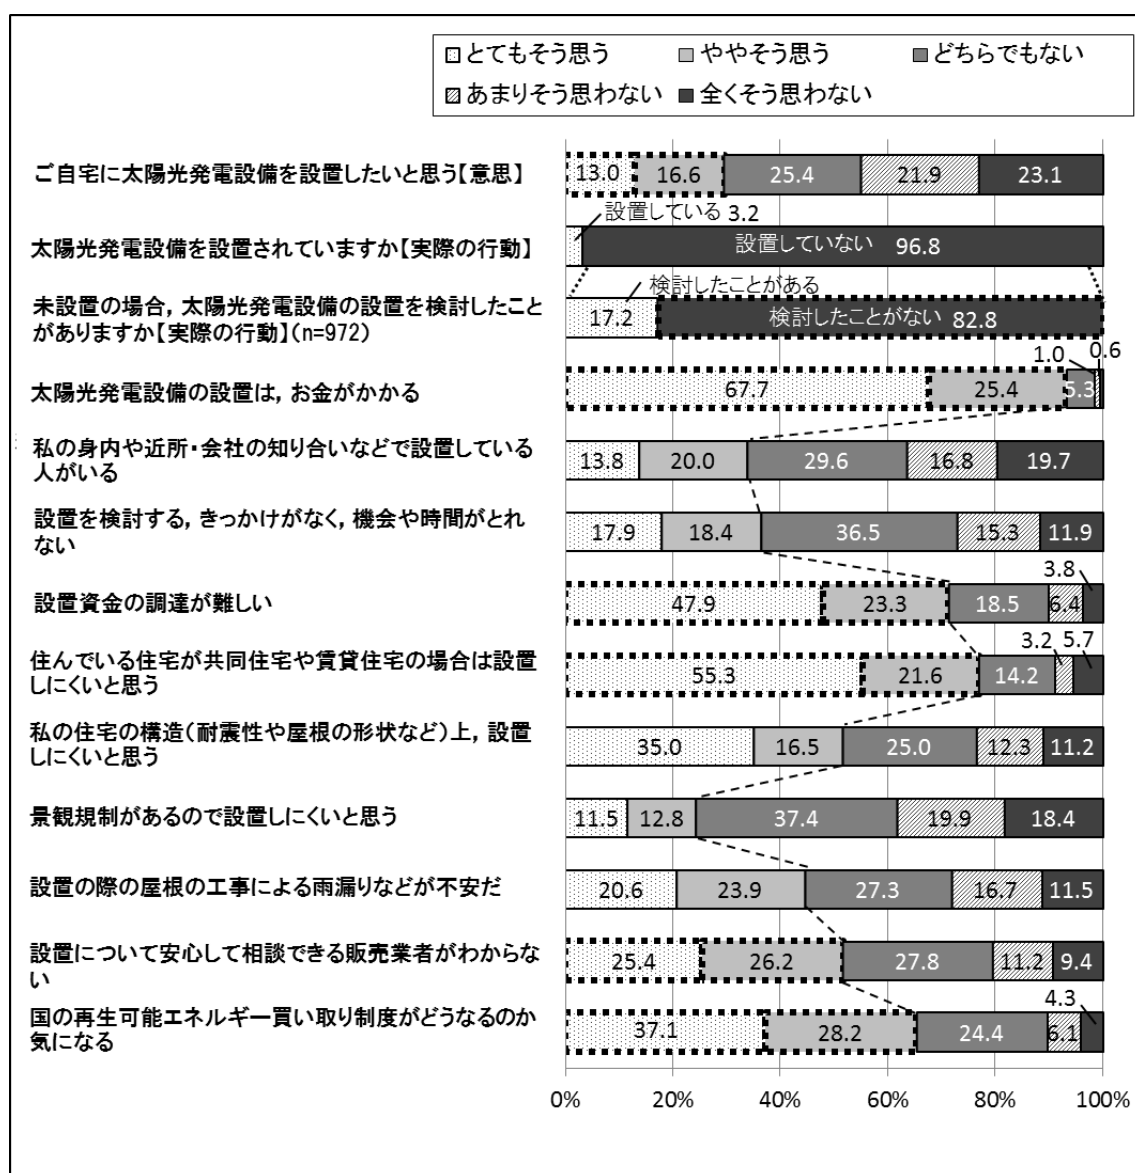 とてもそう思う ややそう思う どちらでもない
あまりそう思わない 全くそう思わない
ご自宅に太陽光発電設備を設置したいと思う【意思】
13.0 16.6 25.4 21.9 23.1
設置している 3.2
太陽光発電設備を設置されていますか【実際の行動】
設置していない 96.8
検討したことがある
未設置の場合，太陽光発電設備の設置を検討したこと
がありますか【実際の行動】（n=972）
17.2 検討したことがない 82.8
1.0 0.6
太陽光発電設備の設置は，お金がかかる
67.7 25.4 5.3
私の身内や近所・会社の知り合いなどで設置している
人がいる
13.8 20.0 29.6 16.8 19.7
設置を検討する，きっかけがなく，機会や時間がとれ
ない
17.9 18.4 36.5 15.3 11.9
3.8
設置資金の調達が難しい
47.9 23.3 18.5 6.4
3.2 5.7
住んでいる住宅が共同住宅や賃貸住宅の場合は設置
しにくいと思う
55.3 21.6 14.2
私の住宅の構造（耐震性や屋根の形状など）上，設置
しにくいと思う
35.0 16.5 25.0 12.3 11.2
景観規制があるので設置しにくいと思う
11.5 12.8 37.4 19.9 18.4
設置の際の屋根の工事による雨漏りなどが不安だ
20.6 23.9 27.3 16.7 11.5
設置について安心して相談できる販売業者がわからな
い
25.4 26.2 27.8 11.2 9.4
4.3
国の再生可能エネルギー買い取り制度がどうなるのか
気になる
37.1 28.2 24.4 6.1
0% 20% 40% 60% 80% 100%